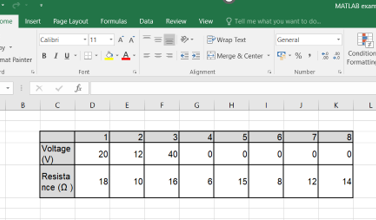 MATLAB exam
ome Insert Page Layout Formulas Data Review View Tell me what you want to do...
Calibri 11 A A Wrap Text General
mat Painter B I U A Merge & Center % Condition
Formatting
Font Alignment Number
fx
B C D E F G H I J K L
1 2 3 4 5 6 7 8
Voltage
(V) 20 12 40 0 0 0 0 0
Resista
nce (Ω) 18 10 16 6 15 8 12 14